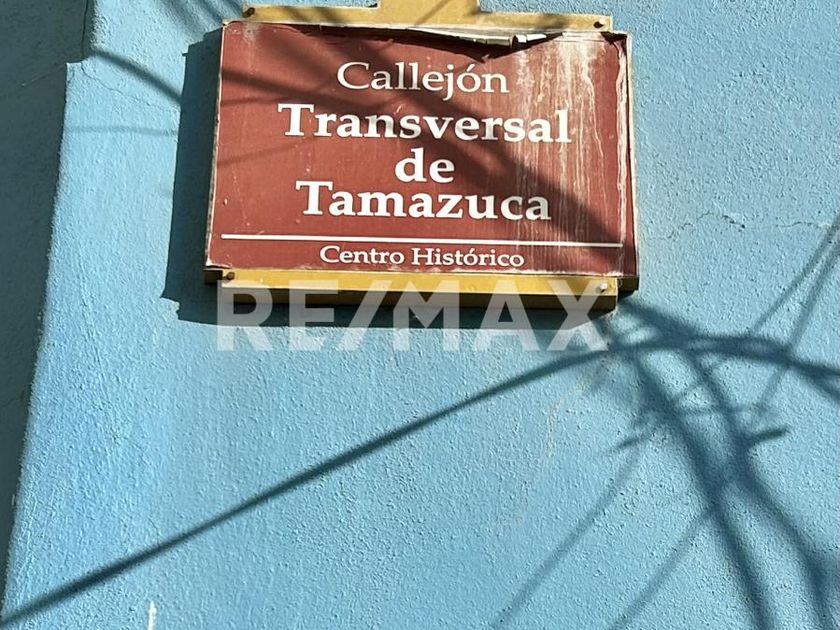 Callejón
Transversal
de
Tamazuca
Centro Histórico
RE/MAX